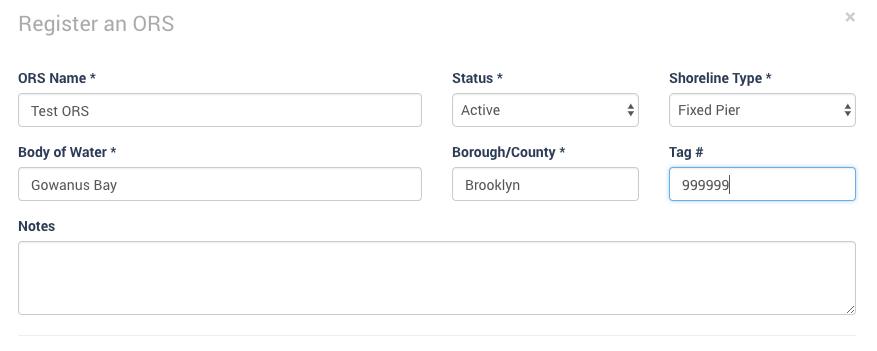 Register an ORS ×
ORS Name * Status * Shoreline Type *
Test ORS Active Fixed Pier
Body of Water * Borough/County * Tag #
Gowanus Bay Brooklyn 999999
Notes